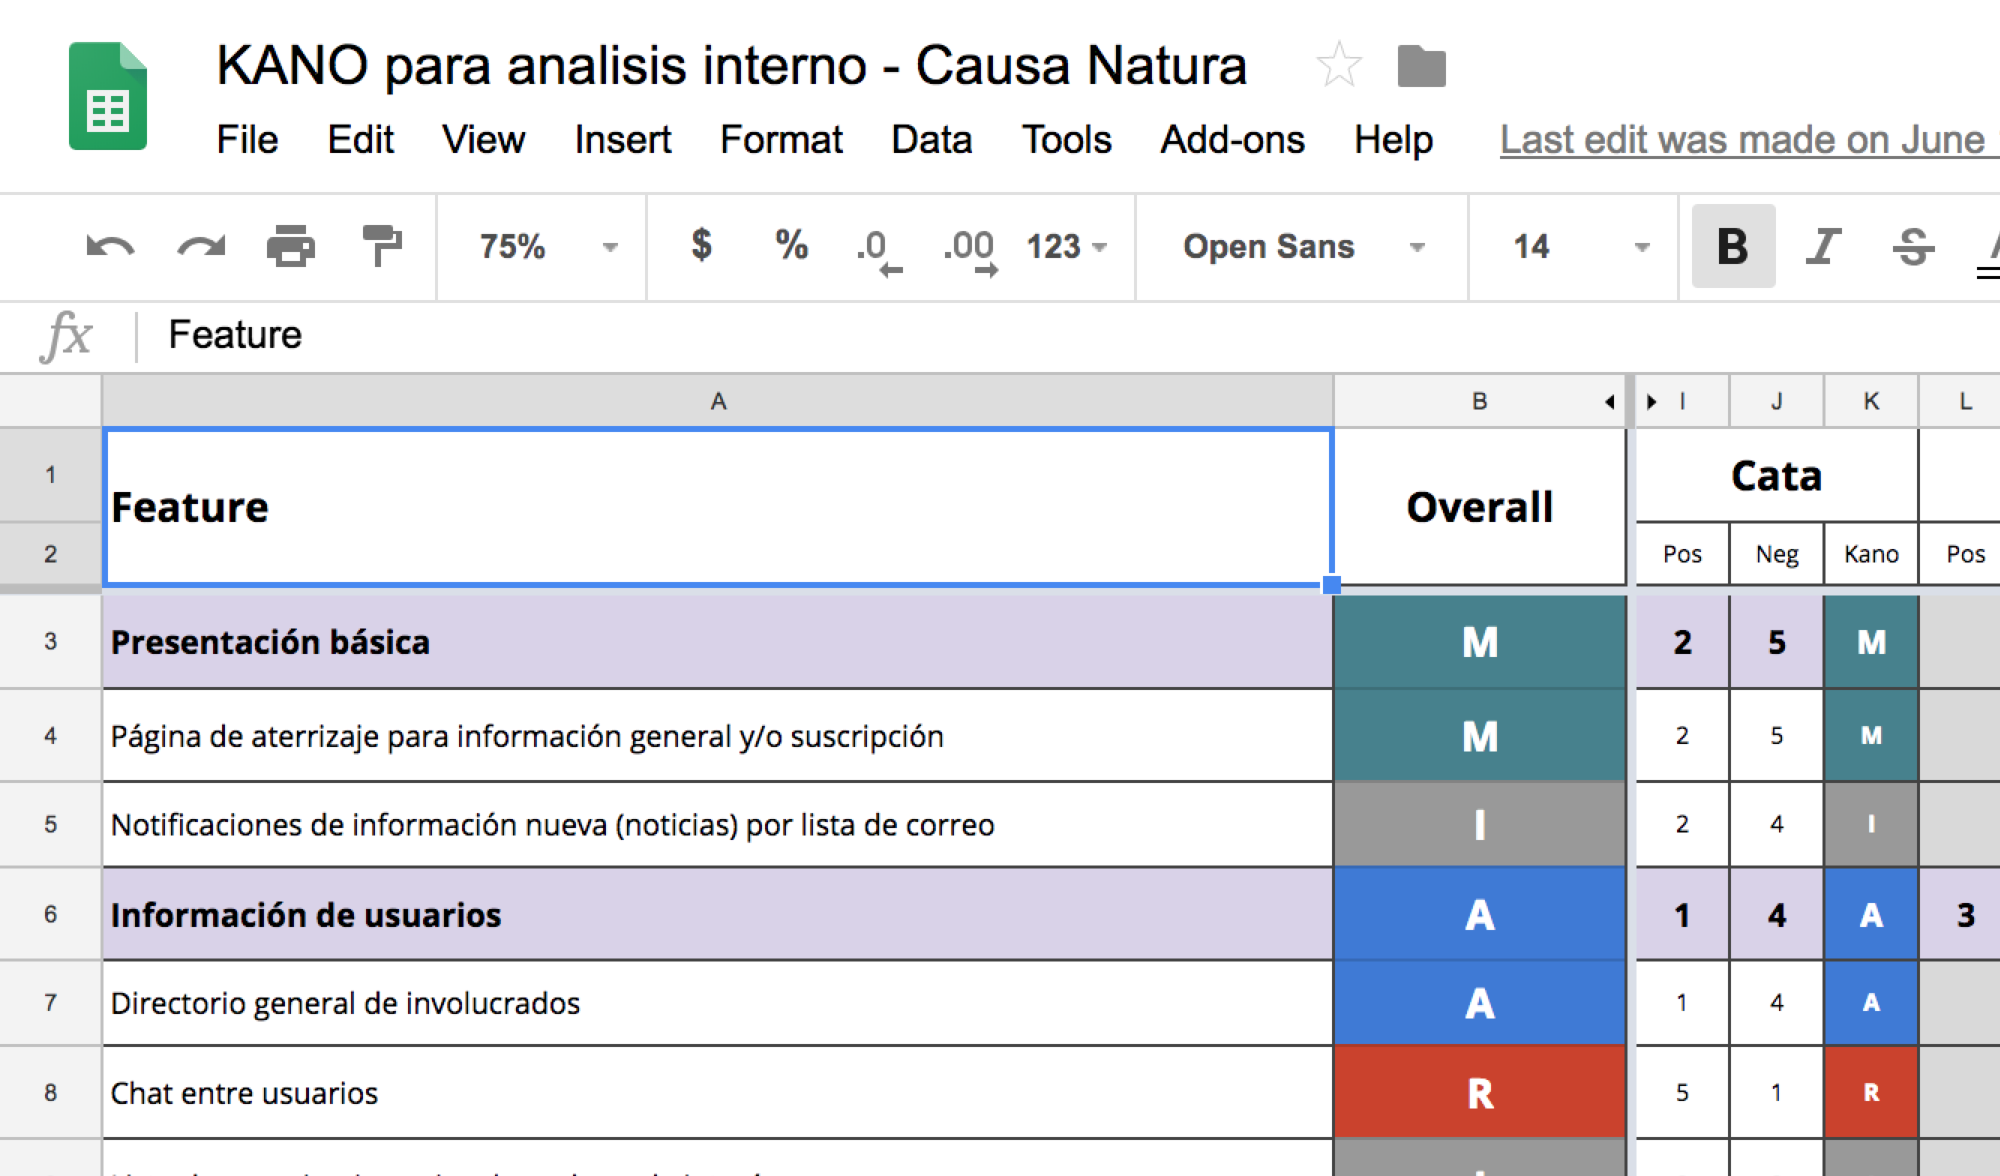 KANO para analisis interno - Causa Natura
File Edit View Insert Format Data Tools Add-ons Help Last edit was made on June
75% $ % .0 .00 123 Open Sans 14 B I S
fx Feature
A B I J K L
1 Feature Overall Cata
2 Pos Neg Kano Pos
3 Presentación básica M 2 5 M
4 Página de aterrizaje para información general y/o suscripción M 2 5 M
5 Notificaciones de información nueva (noticias) por lista de correo I 2 4 I
6 Información de usuarios A 1 4 A 3
7 Directorio general de involucrados A 1 4 A
8 Chat entre usuarios R 5 1 R